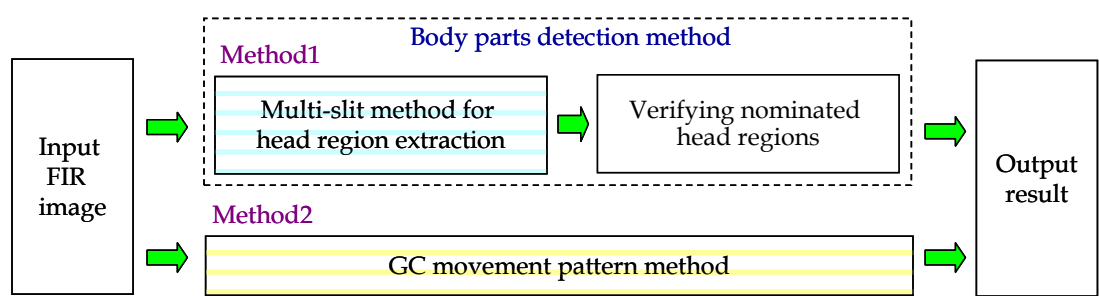 Body parts detection method
Method1
Multi-slit method for
head region extraction
Verifying nominated
head regions
Input
FIR
image
Output
result
Method2
GC movement pattern method